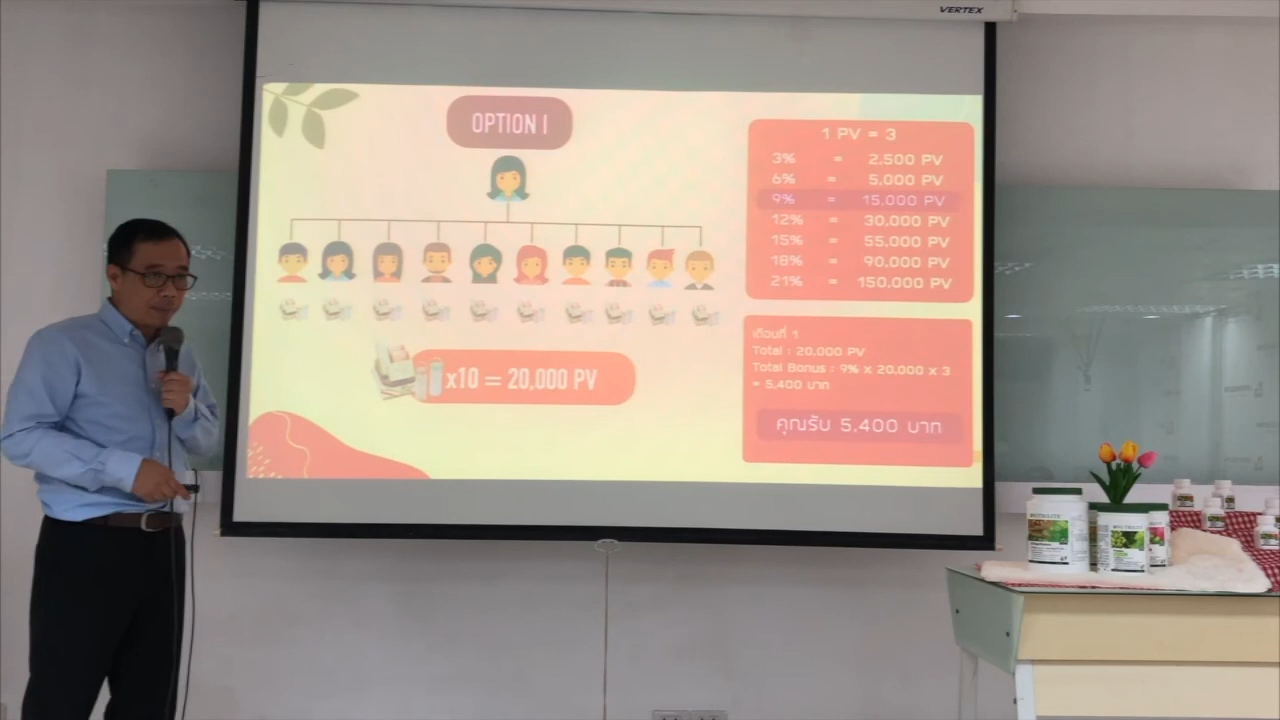 VERTEX
OPTION I
x10 = 20,000 PV
1 PV = 3
3% = 2,500 PV
6% = 5,000 PV
9% = 15,000 PV
12% = 30,000 PV
15% = 55,000 PV
18% = 90,000 PV
21% = 150,000 PV
เดือนที่ 1
Total : 20,000 PV
Total Bonus : 9% x 20,000 x 3
= 5,400 บาท
คุณรับ 5,400 บาท
NUTRILITE
NUTRILITE